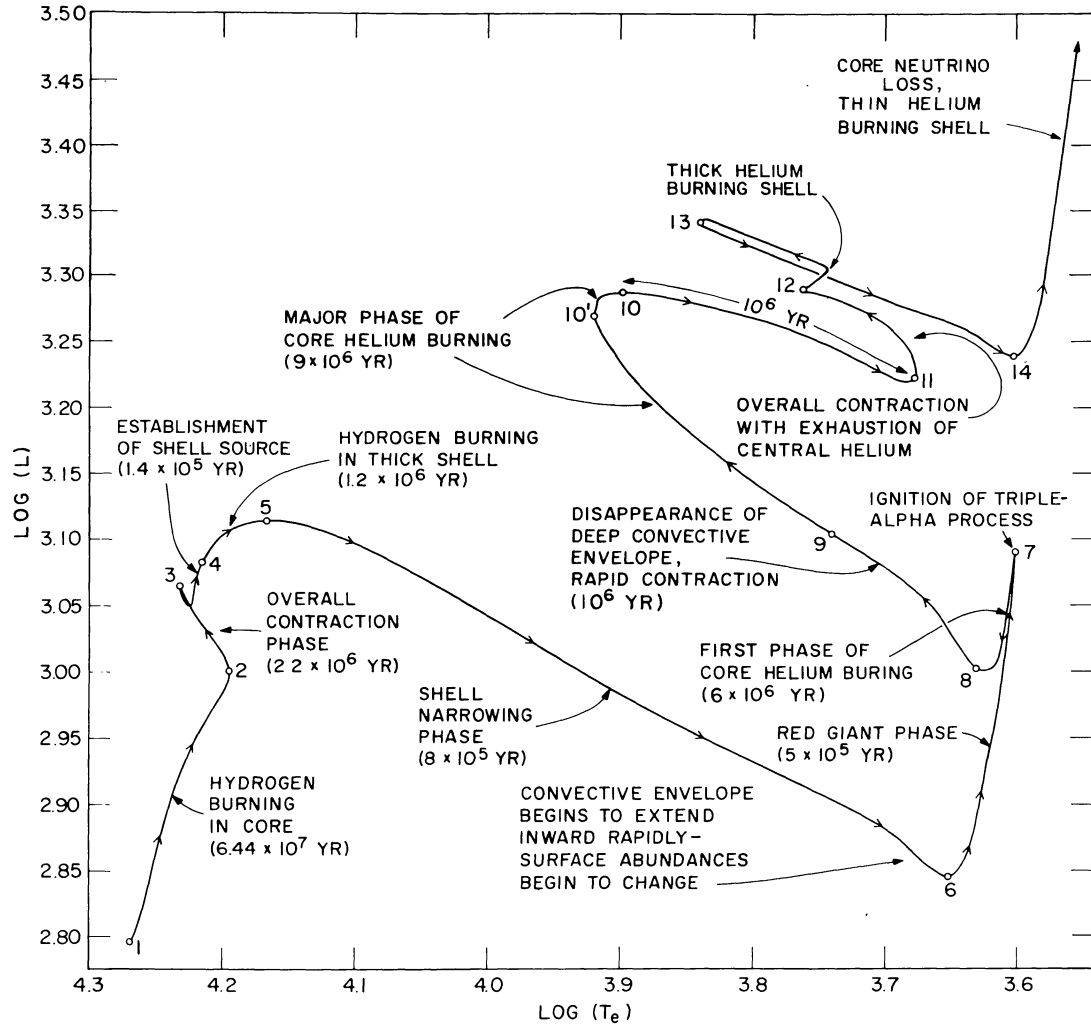 3.50
3.45
3.40
3.35
3.30
3.25
3.20
3.15
3.10
3.05
3.00
2.95
2.90
2.85
2.80
LOG (L)
4.3
4.2
4.1
4.0
3.9
3.8
3.7
3.6
LOG (Te)
CORE NEUTRINO
LOSS,
THIN HELIUM
BURNING SHELL
THICK HELIUM
BURNING SHELL
13
12
10
10'
10⁶ YR
11
14
MAJOR PHASE OF
CORE HELIUM BURNING
(9 × 10⁶ YR)
OVERALL CONTRACTION
WITH EXHAUSTION OF
CENTRAL HELIUM
ESTABLISHMENT
OF SHELL SOURCE
(1.4 × 10⁵ YR)
HYDROGEN BURNING
IN THICK SHELL
(1.2 × 10⁶ YR)
5
4
3
IGNITION OF TRIPLE-
ALPHA PROCESS
7
DISAPPEARANCE OF
DEEP CONVECTIVE
ENVELOPE,
RAPID CONTRACTION
(10⁶ YR)
9
OVERALL
CONTRACTION
PHASE
(2 2 × 10⁶ YR)
2
FIRST PHASE OF
CORE HELIUM BURING
(6 × 10⁶ YR)
8
SHELL
NARROWING
PHASE
(8 × 10⁵ YR)
RED GIANT PHASE
(5 × 10⁵ YR)
HYDROGEN
BURNING
IN CORE
(6.44 × 10⁷ YR)
CONVECTIVE ENVELOPE
BEGINS TO EXTEND
INWARD RAPIDLY–
SURFACE ABUNDANCES
BEGIN TO CHANGE
6
1